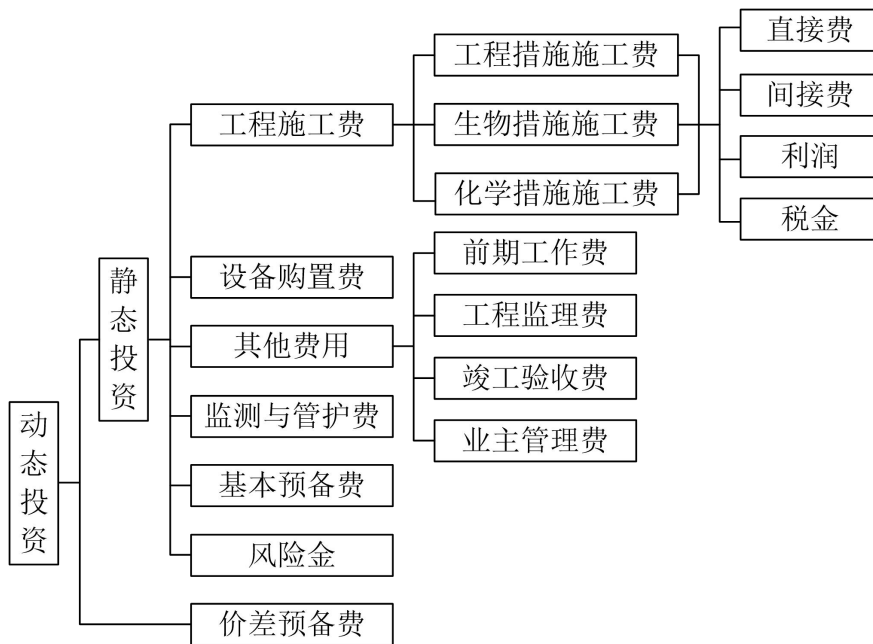 动态投资
静态投资
工程施工费
工程措施施工费
生物措施施工费
化学措施施工费
直接费
间接费
利润
税金
设备购置费
其他费用
前期工作费
工程监理费
竣工验收费
业主管理费
监测与管护费
基本预备费
风险金
价差预备费